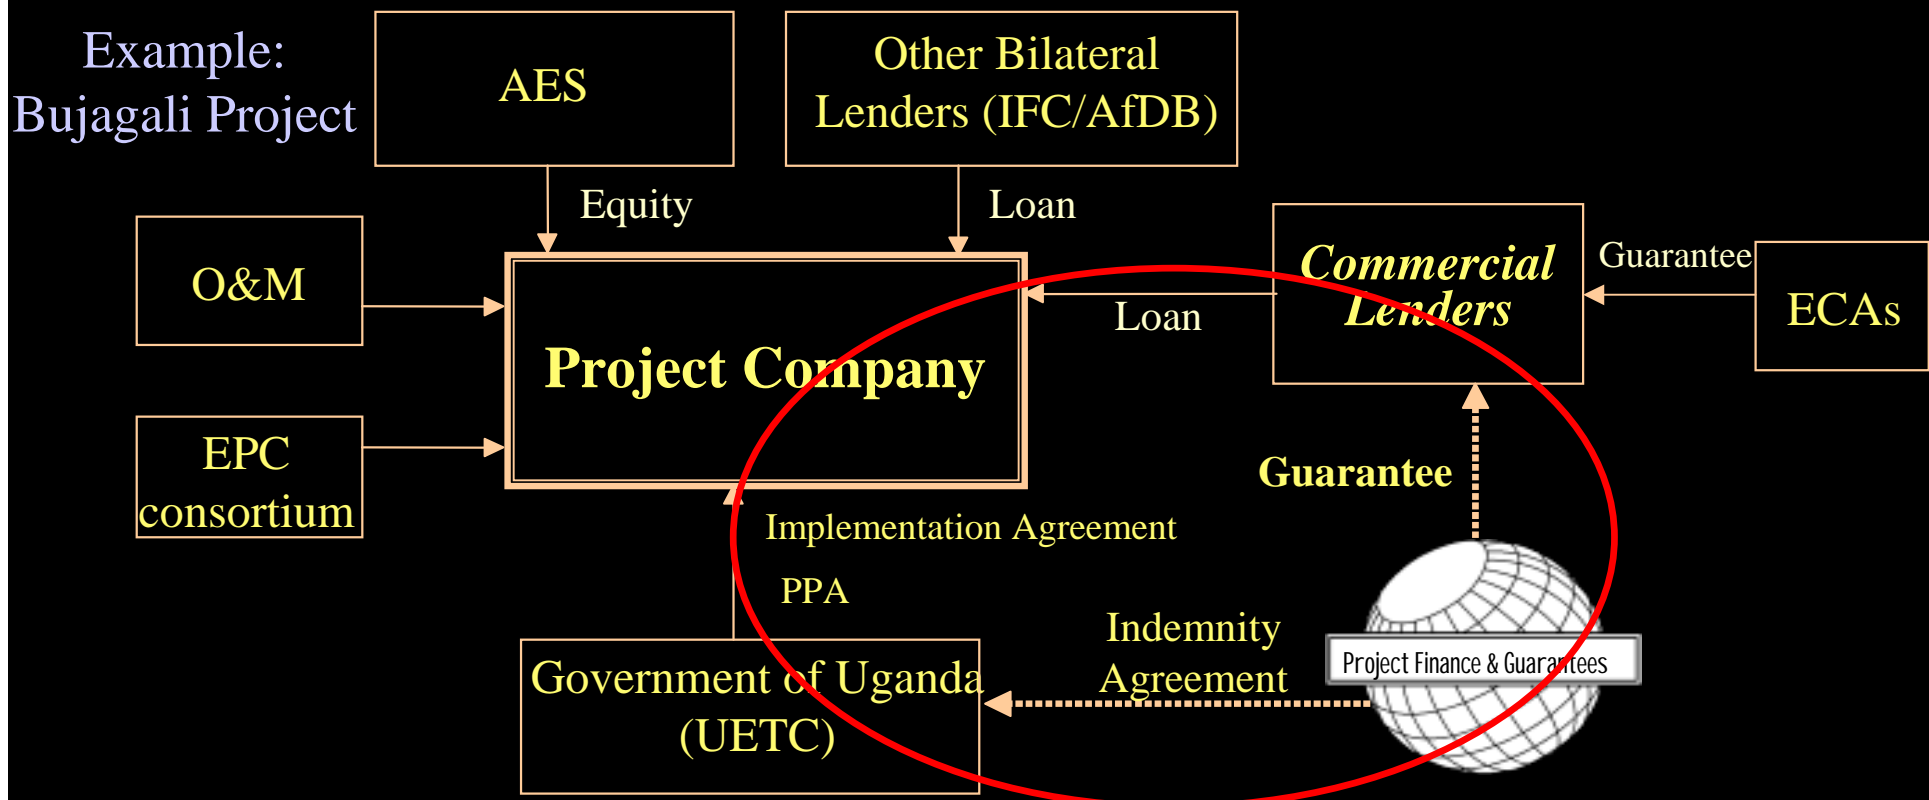 Example:
Bujagali Project
AES
Other Bilateral
Lenders (IFC/AfDB)
Equity
Loan
O&M
Commercial
Lenders
Guarantee
ECAs
Loan
Project Company
EPC
consortium
Guarantee
Implementation Agreement
PPA
Indemnity
Agreement
Project Finance & Guarantees
Government of Uganda
(UETC)